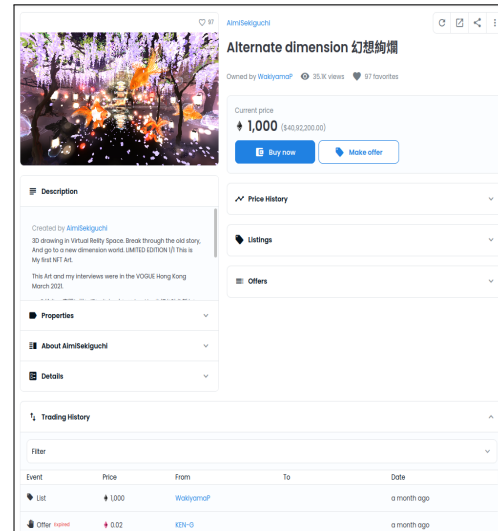 97
AimiSekiguchi
Alternate dimension 幻想絢爛
Owned by WakiyamaP 35.1K views 97 favorites
Current price
1,000 ($40,92,200.00)
Buy now
Make offer
Description
Created by AimiSekiguchi
3D drawing in Virtual Relity Space. Break through the old story,
And go to a new dimension world. LIMITED EDITION 1/1 This is
My first NFT Art.
This Art and my interviews were in the VOGUE Hong Kong
March 2021.
Properties
About AimiSekiguchi
Details
Price History
Listings
Offers
Trading History
Filter
Event Price From To Date
List 1,000 WakiyamaP a month ago
Offer Expired 0.02 KEN-G a month ago